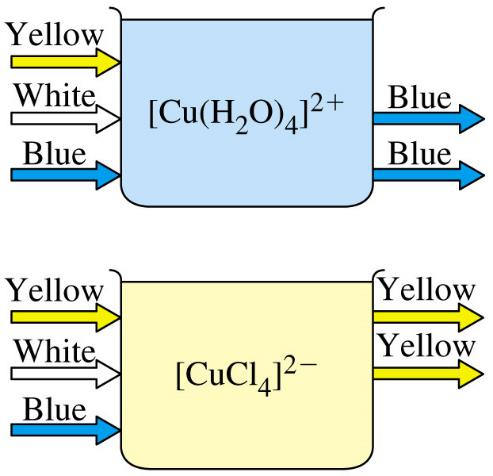 Yellow
White
Blue
[Cu(H₂O)₄]²⁺
Blue
Blue
Yellow
White
Blue
[CuCl₄]²⁻
Yellow
Yellow